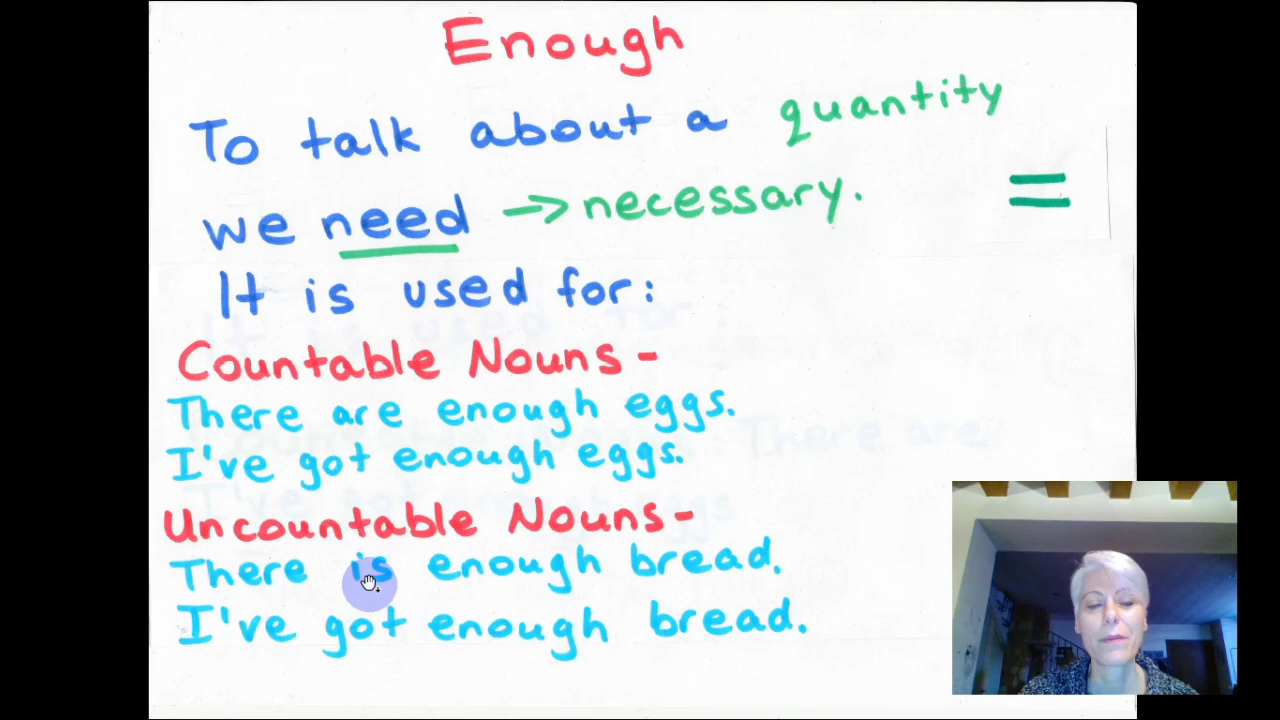 Enough
To talk about a quantity
we need → necessary. =
It is used for:
Countable Nouns -
There are enough eggs.
I've got enough eggs.
Uncountable Nouns -
There is enough bread.
I've got enough bread.